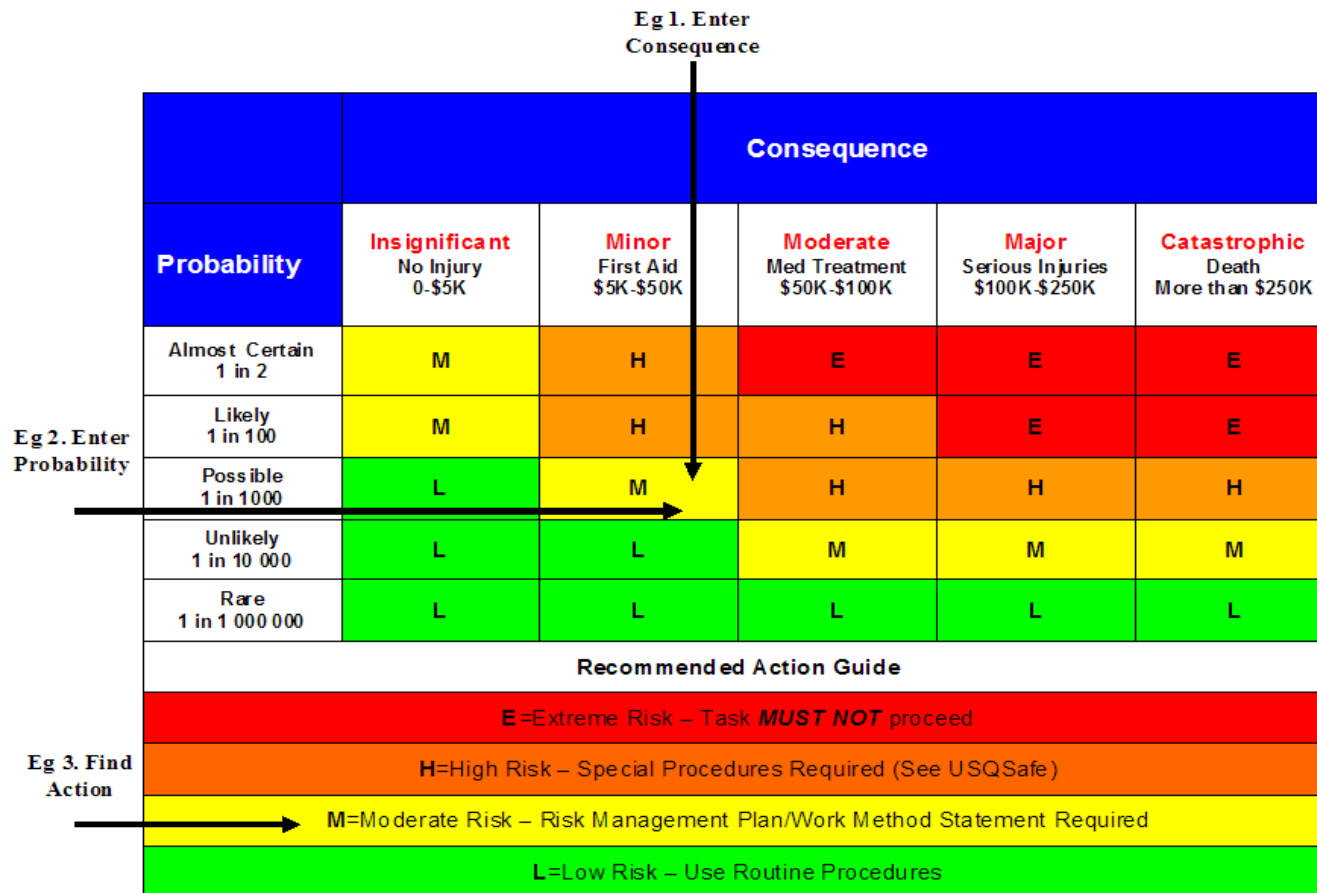 Eg 1. Enter
Consequence
Consequence
Probability
Insignificant
No Injury
0-$5K
Minor
First Aid
$5K-$50K
Moderate
Med Treatment
$50K-$100K
Major
Serious Injuries
$100K-$250K
Catastrophic
Death
More than $250K
Almost Certain
1 in 2
M
H
E
E
E
Eg 2. Enter
Probability
Likely
1 in 100
M
H
H
E
E
Possible
1 in 1000
L
M
H
H
H
Unlikely
1 in 10 000
L
L
M
M
M
Rare
1 in 1 000 000
L
L
L
L
L
Recommended Action Guide
E=Extreme Risk – Task MUST NOT proceed
Eg 3. Find
Action
H=High Risk – Special Procedures Required (See USQSafe)
M=Moderate Risk – Risk Management Plan/Work Method Statement Required
L=Low Risk – Use Routine Procedures